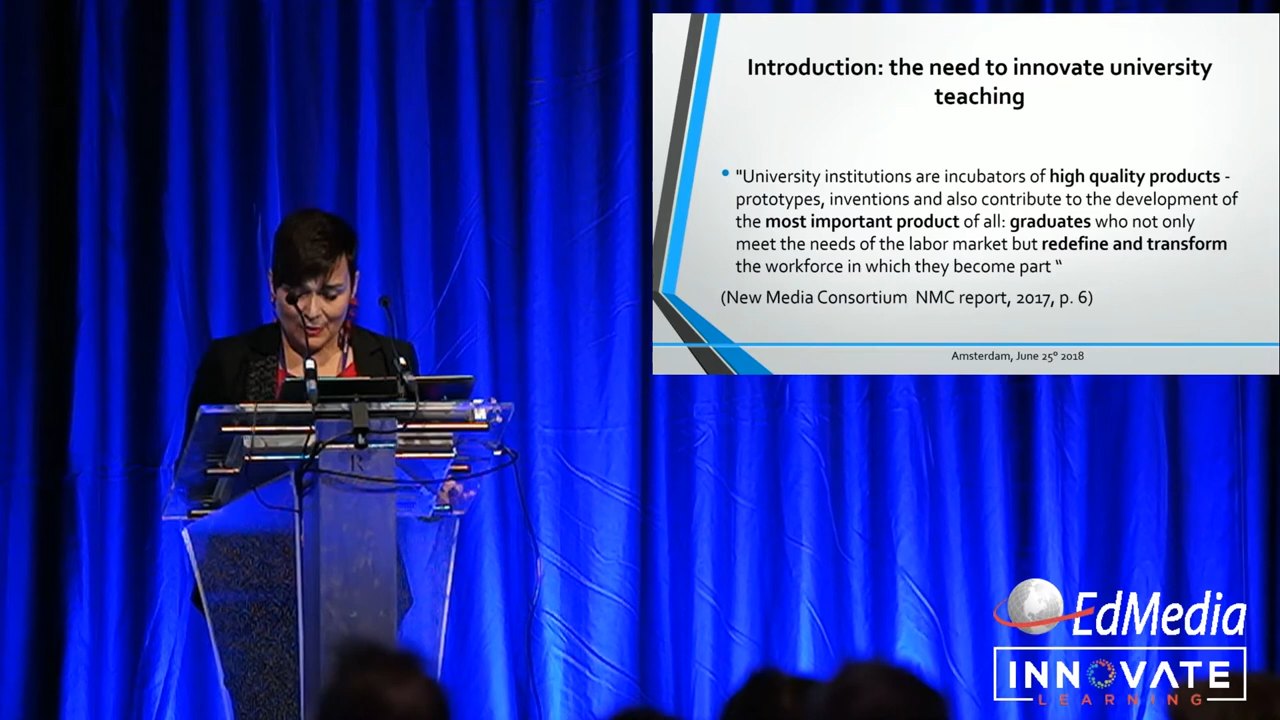 Introduction: the need to innovate university
teaching
• "University institutions are incubators of high quality products -
prototypes, inventions and also contribute to the development of
the most important product of all: graduates who not only
meet the needs of the labor market but redefine and transform
the workforce in which they become part “
(New Media Consortium NMC report, 2017, p. 6)
Amsterdam, June 25º 2018
R
EdMedia
INNOVATE
LEARNING